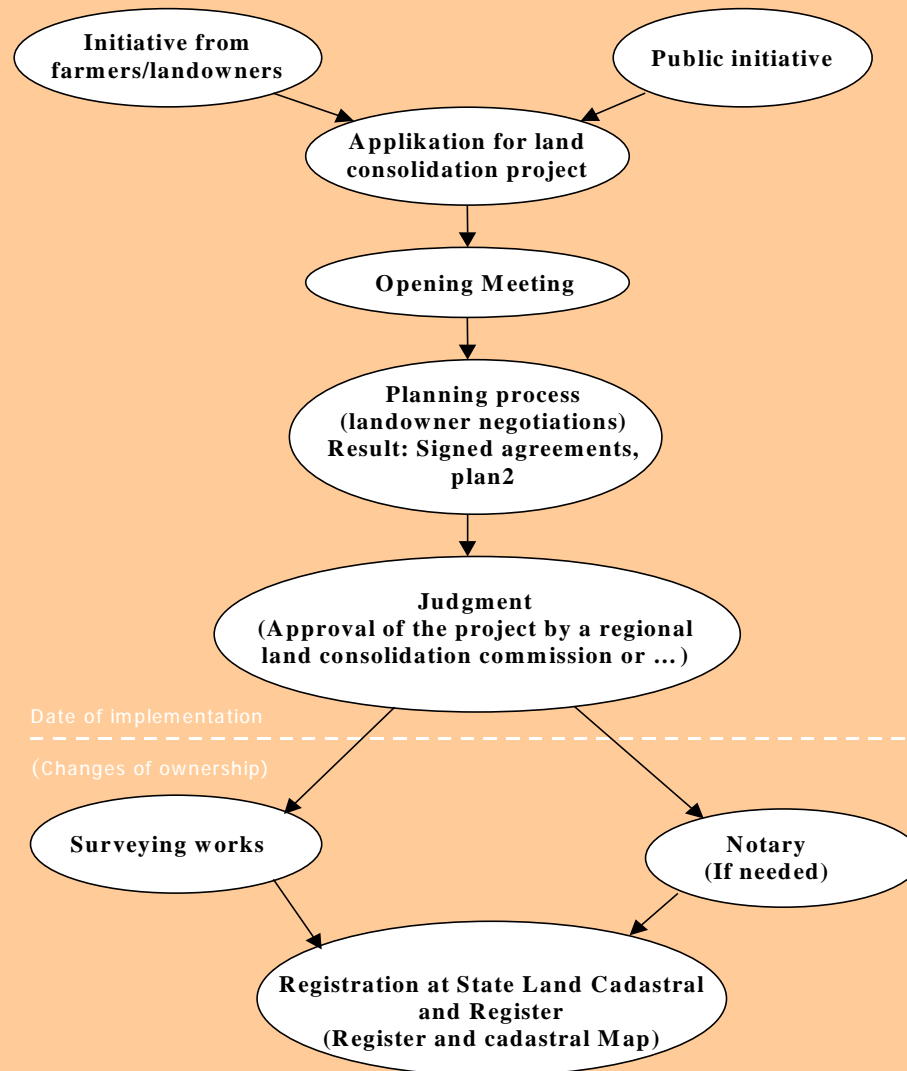 Initiative from
farmers/landowners
Public initiative
Applikation for land
consolidation project
Opening Meeting
Planning process
(landowner negotiations)
Result: Signed agreements,
plan2
Judgment
(Approval of the project by a regional
land consolidation commission or …)
Date of implementation
(Changes of ownership)
Surveying works
Notary
(If needed)
Registration at State Land Cadastral
and Register
(Register and cadastral Map)